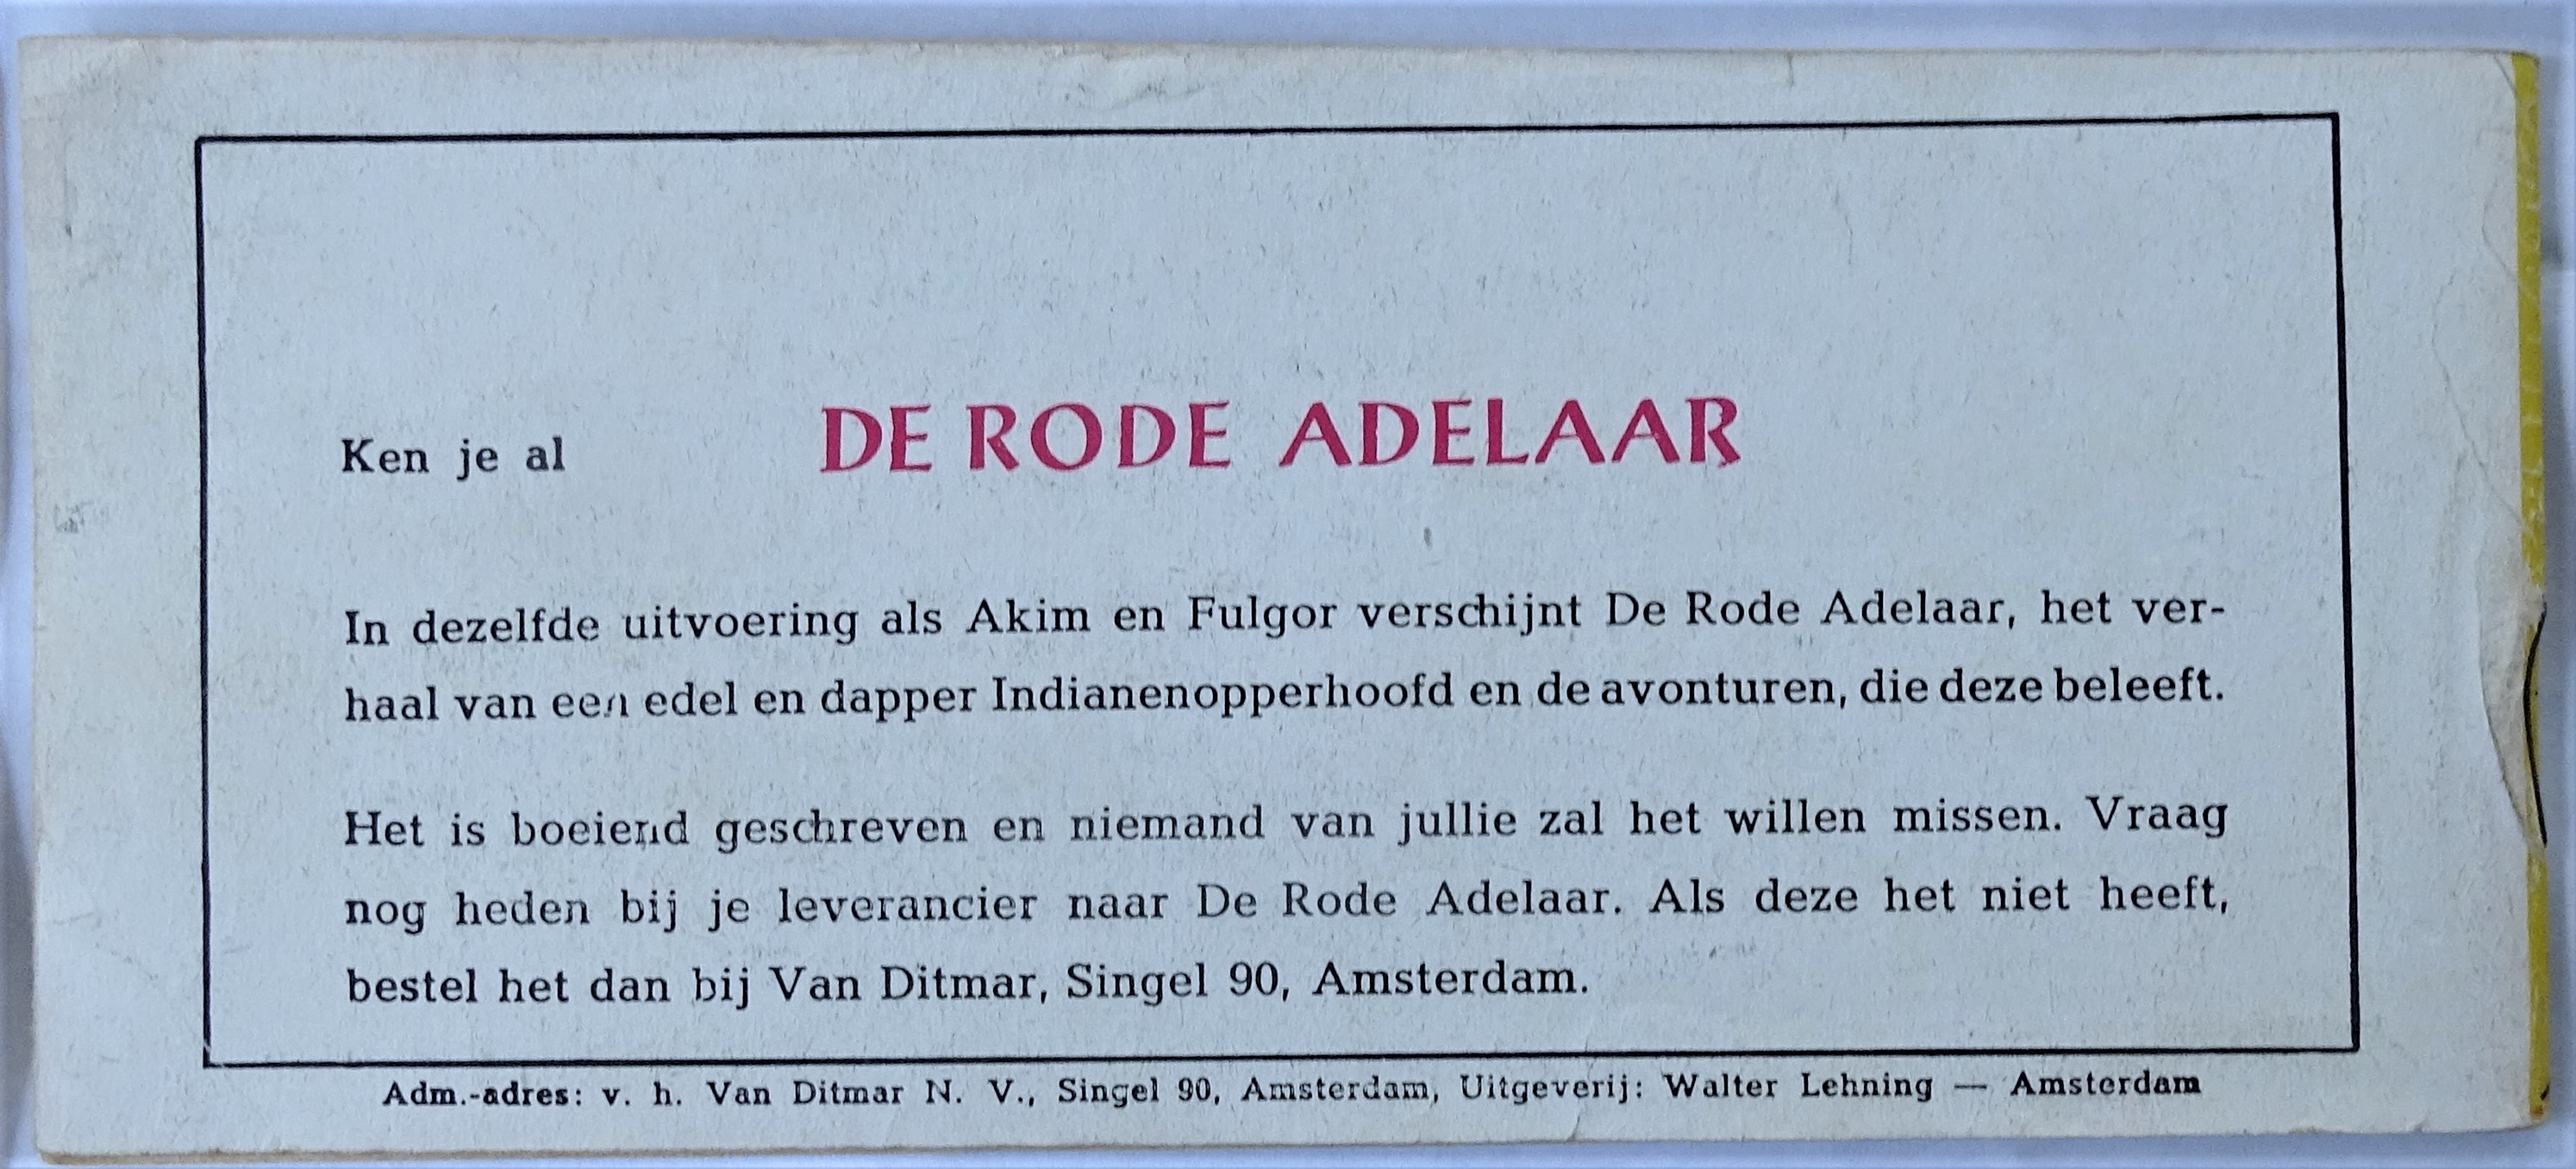 Ken je al DE RODE ADELAAR
In dezelfde uitvoering als Akim en Fulgor verschijnt De Rode Adelaar, het ver-
haal van een edel en dapper Indianenopperhoofd en de avonturen, die deze beleeft.
Het is boeiend geschreven en niemand van jullie zal het willen missen. Vraag
nog heden bij je leverancier naar De Rode Adelaar. Als deze het niet heeft,
bestel het dan bij Van Ditmar, Singel 90, Amsterdam.
Adm.-adres: v. h. Van Ditmar N. V., Singel 90, Amsterdam, Uitgeverij: Walter Lehning — Amsterdam